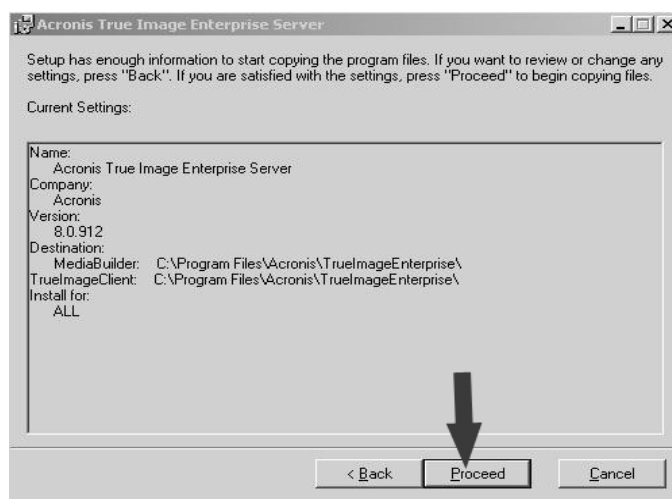 Acronis True Image Enterprise Server
Setup has enough information to start copying the program files. If you want to review or change any
settings, press "Back". If you are satisfied with the settings, press "Proceed" to begin copying files.
Current Settings:
Name:
Acronis True Image Enterprise Server
Company:
Acronis
Version:
8.0.912
Destination:
MediaBuilder: C:\Program Files\Acronis\TrueImageEnterprise\
TrueImageClient: C:\Program Files\Acronis\TrueImageEnterprise\
Install for:
ALL
< Back Proceed Cancel